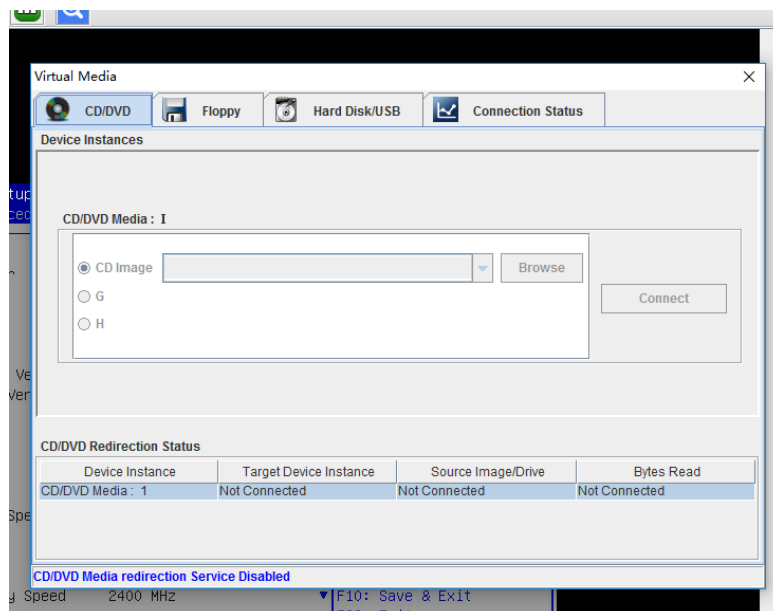 Virtual Media
CD/DVD Floppy Hard Disk/USB Connection Status
Device Instances
tup
CD/DVD Media : I
CD Image Browse
G
Connect
H
Ve
Ver
CD/DVD Redirection Status
Device Instance Target Device Instance Source Image/Drive Bytes Read
CD/DVD Media : 1 Not Connected Not Connected Not Connected
Spe
CD/DVD Media redirection Service Disabled
y Speed 2400 MHz F10: Save & Exit